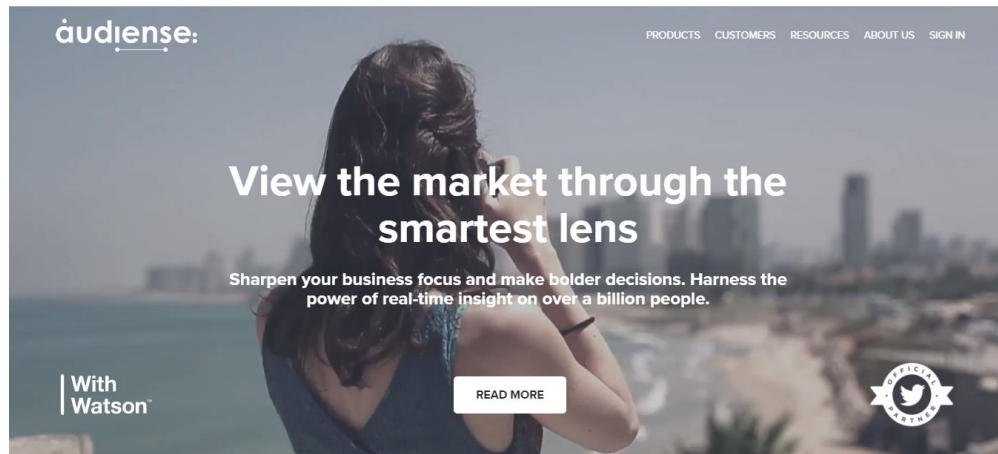 audiense:
PRODUCTS CUSTOMERS RESOURCES ABOUT US SIGN IN
View the market through the
smartest lens
Sharpen your business focus and make bolder decisions. Harness the
power of real-time insight on over a billion people.
With
Watson™
READ MORE
OFFICIAL
PARTNER